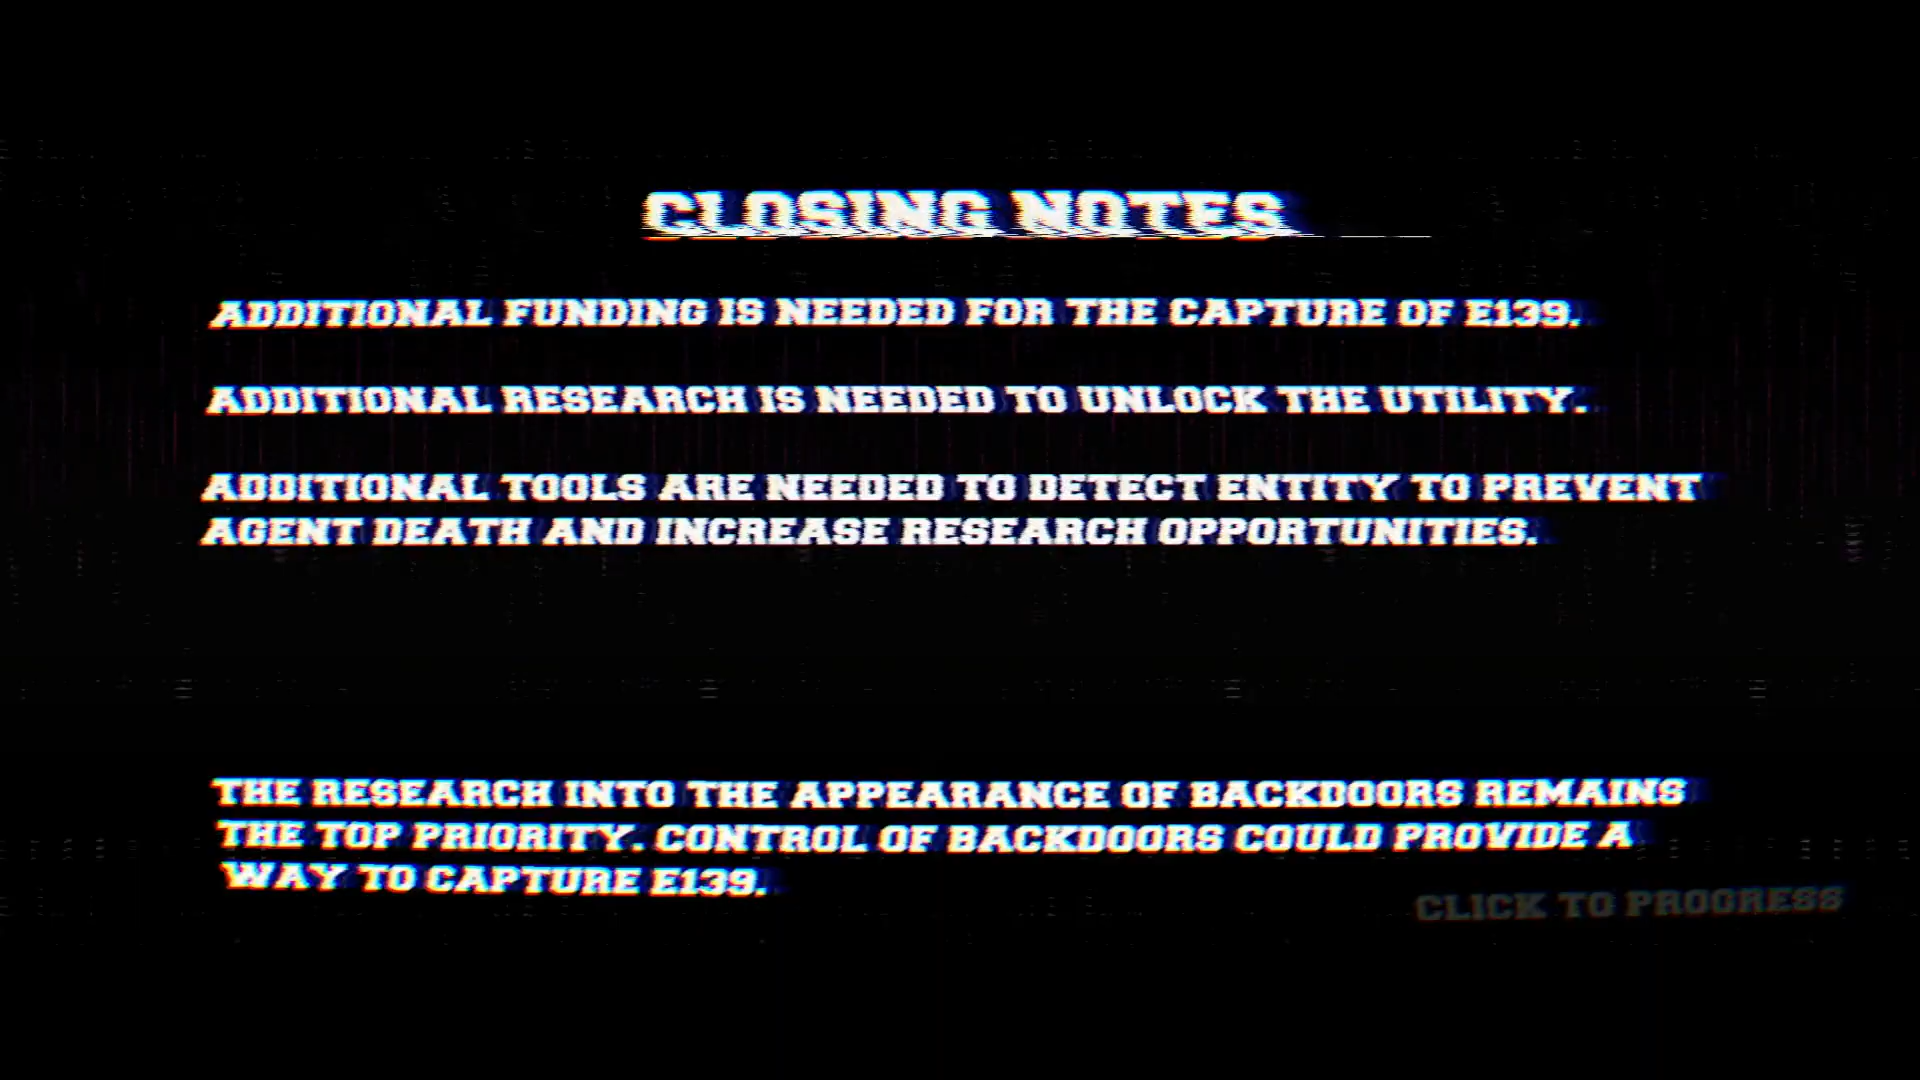 CLOSING NOTES
ADDITIONAL FUNDING IS NEEDED FOR THE CAPTURE OF E139.
ADDITIONAL RESEARCH IS NEEDED TO UNLOCK THE UTILITY.
ADDITIONAL TOOLS ARE NEEDED TO DETECT ENTITY TO PREVENT
AGENT DEATH AND INCREASE RESEARCH OPPORTUNITIES.
THE RESEARCH INTO THE APPEARANCE OF BACKDOORS REMAINS
THE TOP PRIORITY. CONTROL OF BACKDOORS COULD PROVIDE A
WAY TO CAPTURE E139.
CLICK TO PROGRESS